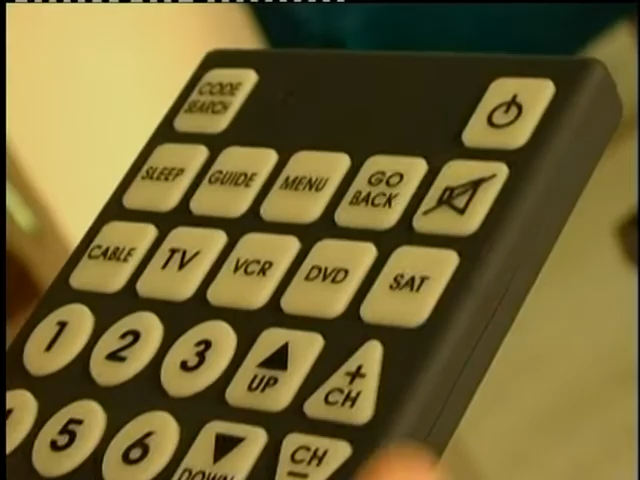 CODE
SEARCH
SLEEP GUIDE MENU GO BACK
CABLE TV VCR DVD SAT
1 2 3 UP + CH
4 5 6 DOWN CH -